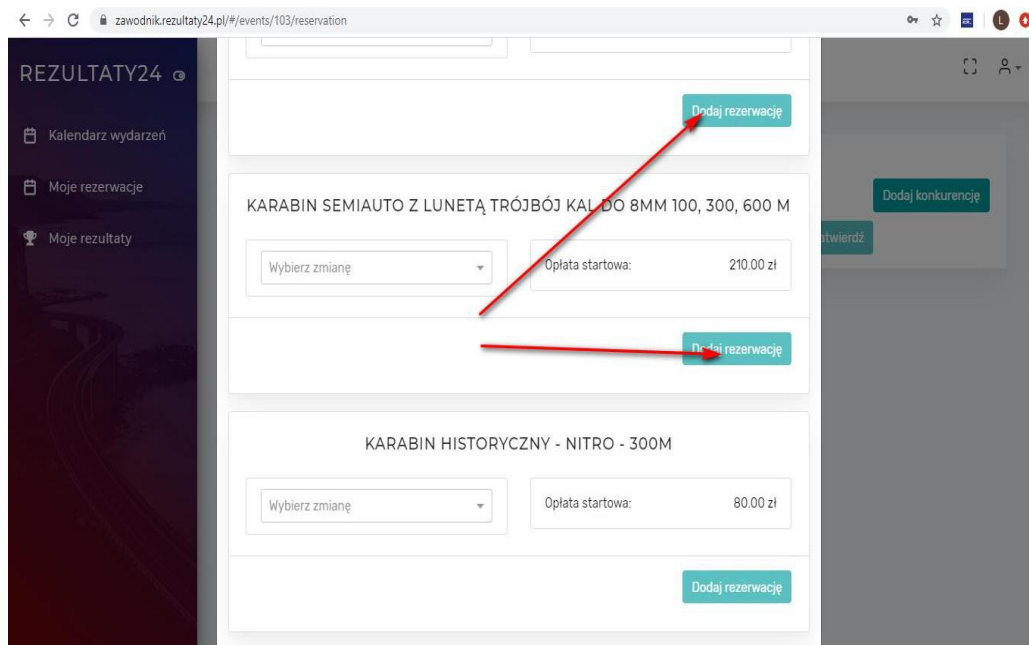 zawodnik.rezultaty24.pl/#/events/103/reservation
L
REZULTATY24
Kalendarz wydarzeń
Moje rezerwacje
Moje rezultaty
Dodaj rezerwację
KARABIN SEMIAUTO Z LUNETĄ TRÓJBÓJ KAL DO 8MM 100, 300, 600 M
Wybierz zmianę
Opłata startowa: 210.00 zł
Dodaj rezerwację
KARABIN HISTORYCZNY - NITRO - 300M
Wybierz zmianę
Opłata startowa: 80.00 zł
Dodaj rezerwację
Dodaj konkurencję
atwierdź